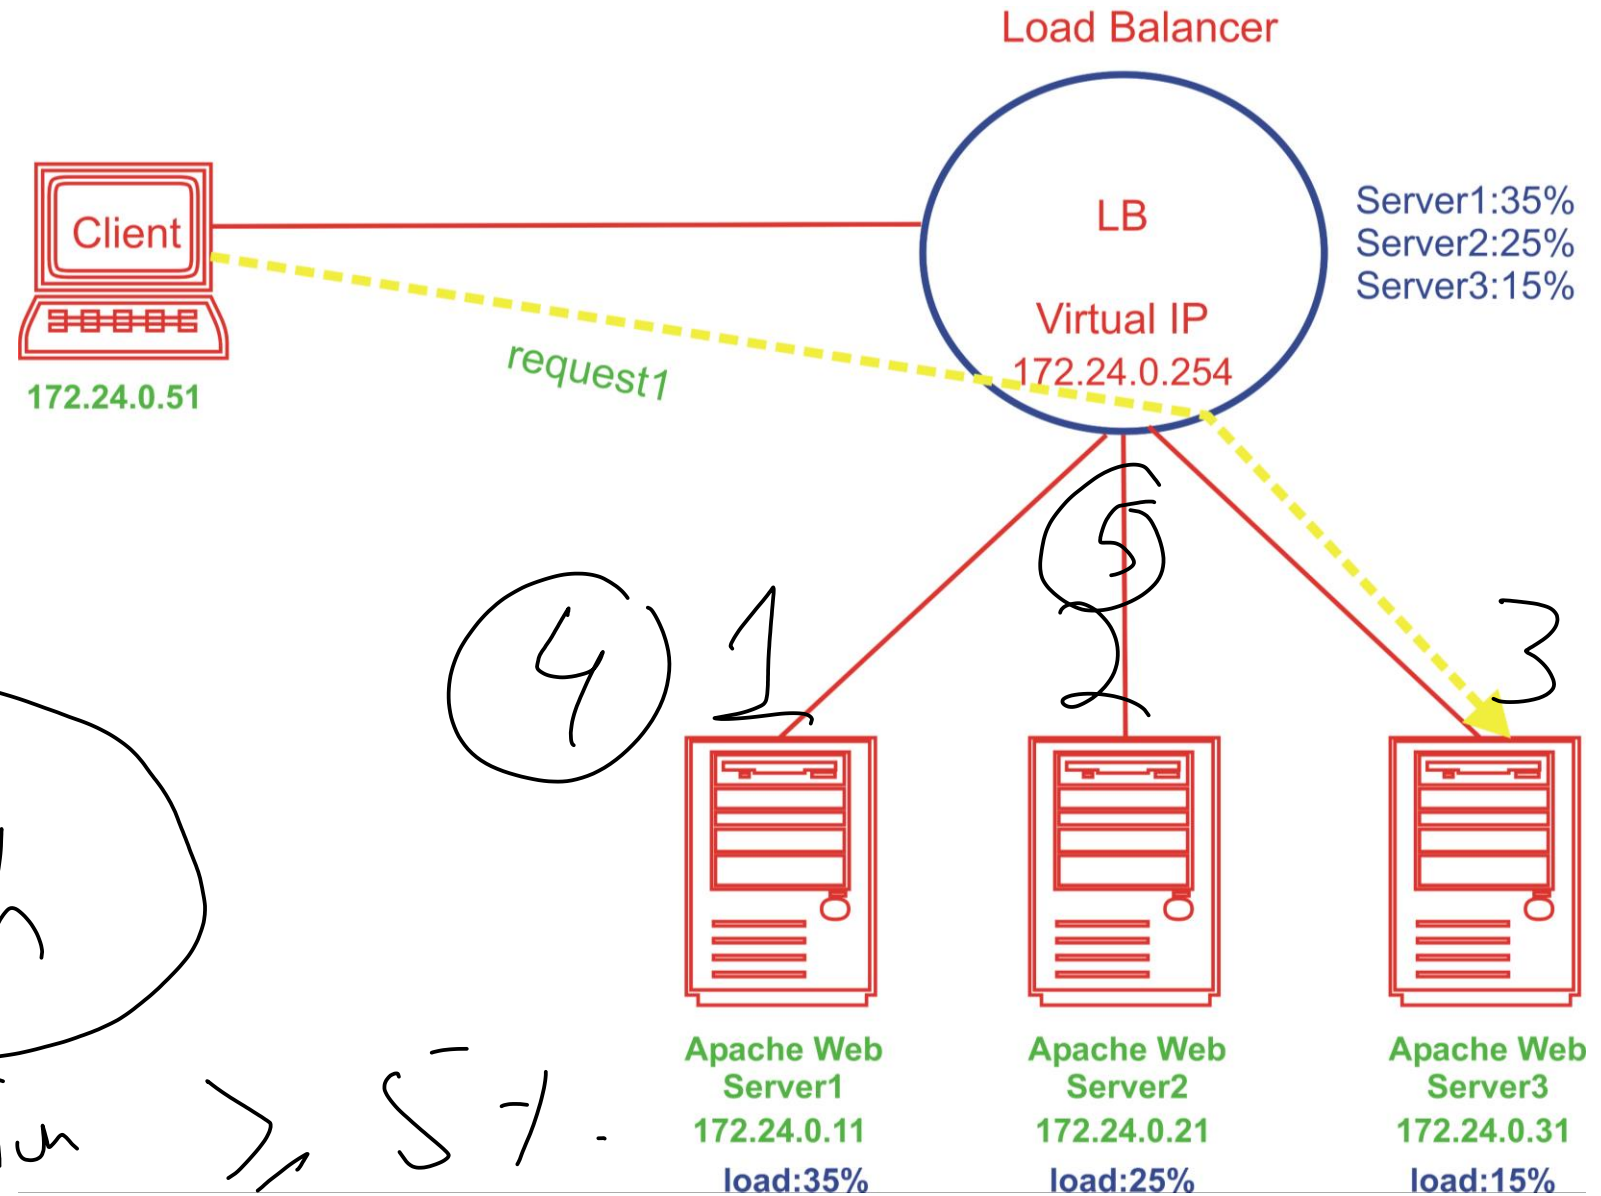 Load Balancer
LB
Server1:35%
Server2:25%
Server3:15%
Client
Virtual IP
172.24.0.254
request1
172.24.0.51
5
4
1
2
3
≥ 5%.
Apache Web
Server1
172.24.0.11
load:35%
Apache Web
Server2
172.24.0.21
load:25%
Apache Web
Server3
172.24.0.31
load:15%